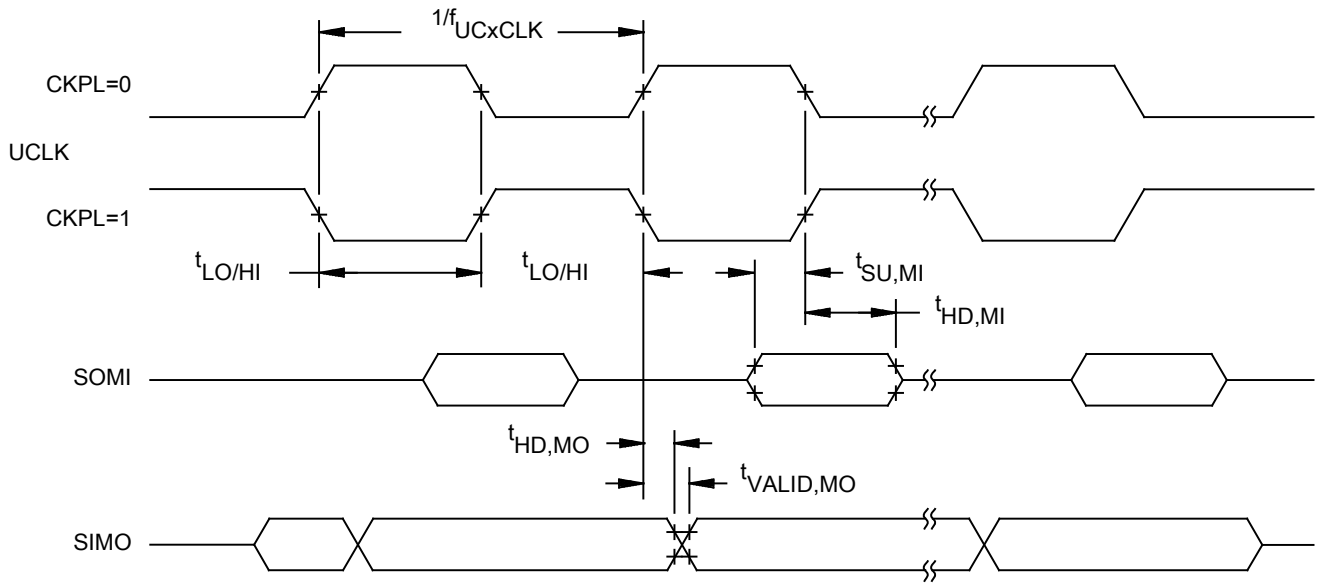 1/fUCxCLK
CKPL=0
UCLK
CKPL=1
tLO/HI
tLO/HI
tSU,MI
tHD,MI
SOMI
tHD,MO
tVALID,MO
SIMO